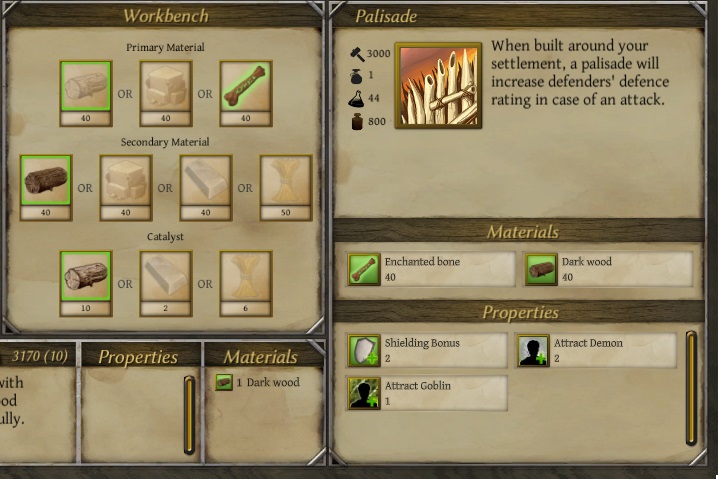 Workbench
Primary Material
OR
OR
40
40
40
Secondary Material
OR
OR
OR
40
40
40
50
Catalyst
OR
OR
10
2
6
3170 (10)
with
od
ully.
Properties
Materials
1 Dark wood
Palisade
3000
1
44
800
When built around your
settlement, a palisade will
increase defenders' defence
rating in case of an attack.
Materials
Enchanted bone
40
Dark wood
40
Properties
Shielding Bonus
2
Attract Demon
2
Attract Goblin
1